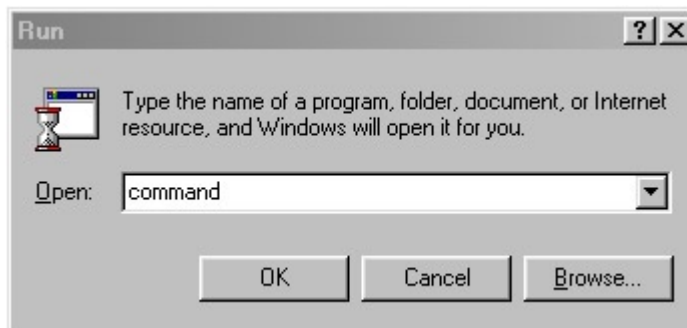 Run
Type the name of a program, folder, document, or Internet
resource, and Windows will open it for you.
Open: command
OK Cancel Browse...